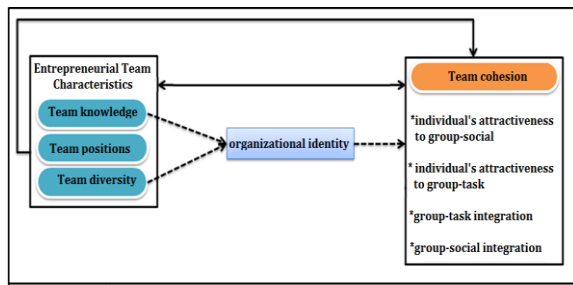 Entrepreneurial Team
Characteristics
Team knowledge
Team positions
Team diversity
organizational identity
Team cohesion
*individual's attractiveness
to group-social
* individual's attractiveness
to group-task
*group-task integration
*group-social integration